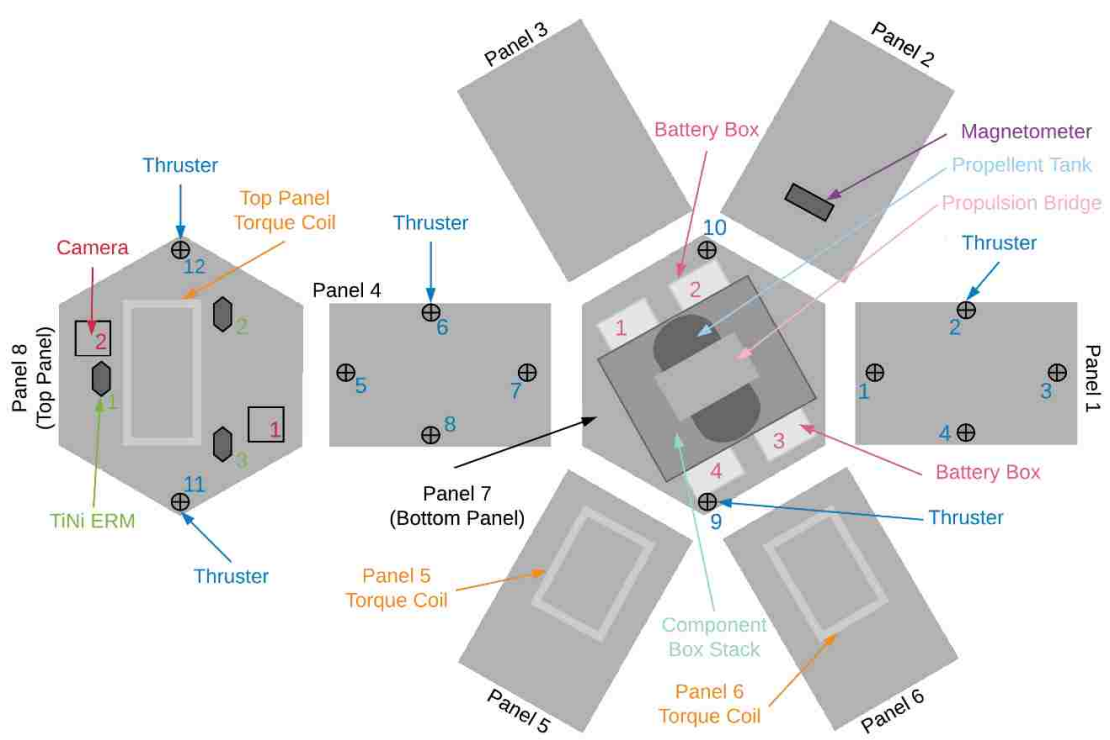 Panel 3
Panel 2
Battery Box
Magnetometer
Propellent Tank
Propulsion Bridge
Thruster
Top Panel
Torque Coil
Thruster
Thruster
Camera
12
10
Panel 4
2
2
2
1
6
2
1
5
7
1
3
1
8
4
3
1
3
4
11
9
Panel 8
(Top Panel)
Panel 1
TiNi ERM
Panel 7
(Bottom Panel)
Battery Box
Thruster
Thruster
Panel 5
Torque Coil
Component
Box Stack
Panel 6
Torque Coil
Panel 5
Panel 6